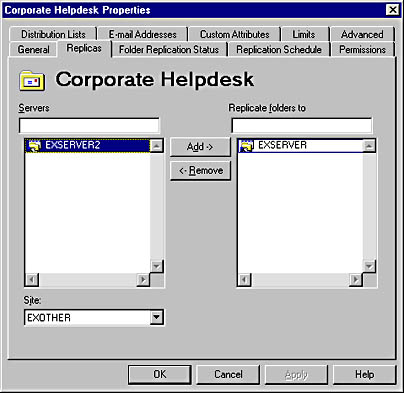 Corporate Helpdesk Properties
Distribution Lists E-mail Addresses Custom Attributes Limits Advanced
General Replicas Folder Replication Status Replication Schedule Permissions
Corporate Helpdesk
Servers Replicate folders to
EXSERVER2 Add -> EXSERVER
<- Remove
Site:
EXOTHER
OK Cancel Apply Help